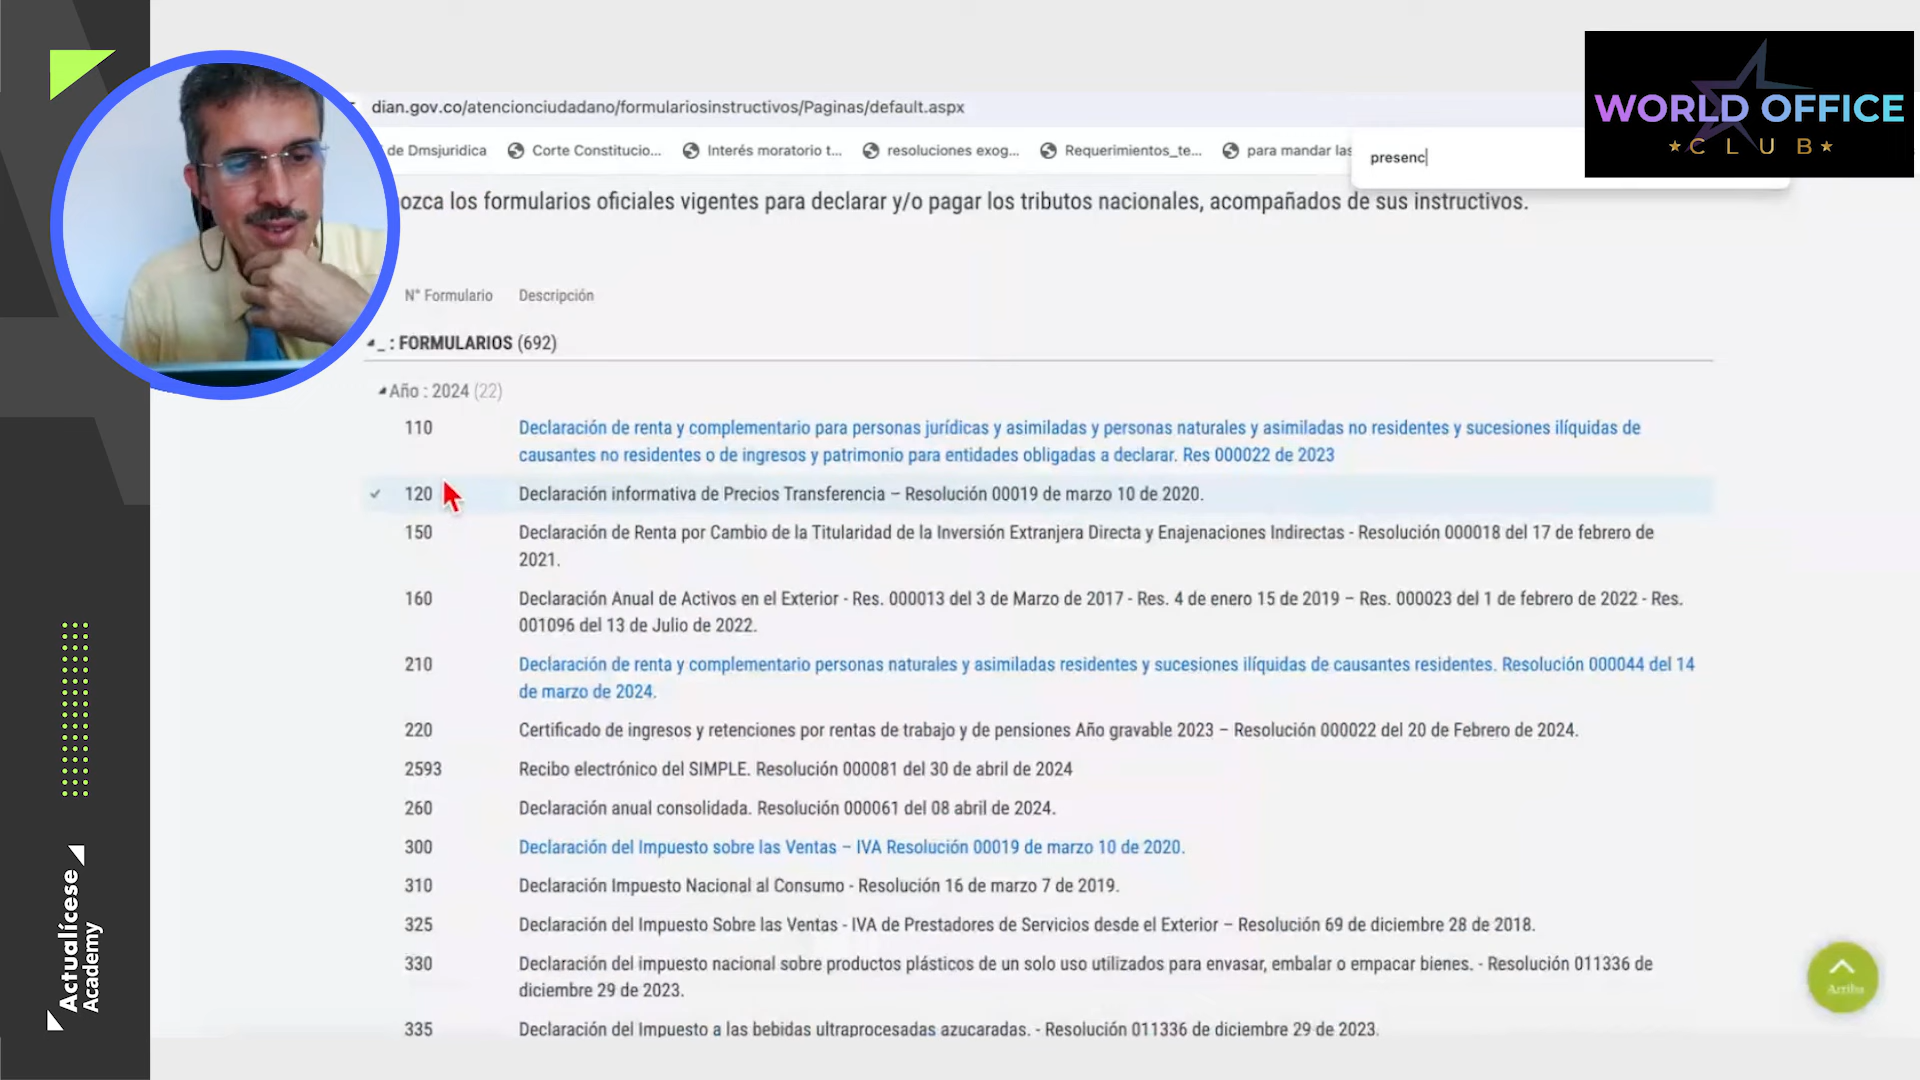 dian.gov.co/atencionciudadano/formulariosinstructivos/Paginas/default.aspx
de Dmsjuridica
Corte Constitucio...
Interés moratorio t...
resoluciones exog...
Requerimientos_te...
para mandar las
presenc
WORLD OFFICE
CLUB
ozca los formularios oficiales vigentes para declarar y/o pagar los tributos nacionales, acompañados de sus instructivos.
N° Formulario Descripción
_ : FORMULARIOS (692)
Año : 2024 (22)
110 Declaración de renta y complementario para personas jurídicas y asimiladas y personas naturales y asimiladas no residentes y sucesiones ilíquidas de
causantes no residentes o de ingresos y patrimonio para entidades obligadas a declarar. Res 000022 de 2023
120 Declaración informativa de Precios Transferencia – Resolución 00019 de marzo 10 de 2020.
150 Declaración de Renta por Cambio de la Titularidad de la Inversión Extranjera Directa y Enajenaciones Indirectas - Resolución 000018 del 17 de febrero de
2021.
160 Declaración Anual de Activos en el Exterior - Res. 000013 del 3 de Marzo de 2017 - Res. 4 de enero 15 de 2019 – Res. 000023 del 1 de febrero de 2022 - Res.
001096 del 13 de Julio de 2022.
210 Declaración de renta y complementario personas naturales y asimiladas residentes y sucesiones ilíquidas de causantes residentes. Resolución 000044 del 14
de marzo de 2024.
220 Certificado de ingresos y retenciones por rentas de trabajo y de pensiones Año gravable 2023 – Resolución 000022 del 20 de Febrero de 2024.
2593 Recibo electrónico del SIMPLE. Resolución 000081 del 30 de abril de 2024
260 Declaración anual consolidada. Resolución 000061 del 08 abril de 2024.
300 Declaración del Impuesto sobre las Ventas – IVA Resolución 00019 de marzo 10 de 2020.
310 Declaración Impuesto Nacional al Consumo - Resolución 16 de marzo 7 de 2019.
325 Declaración del Impuesto Sobre las Ventas - IVA de Prestadores de Servicios desde el Exterior – Resolución 69 de diciembre 28 de 2018.
330 Declaración del impuesto nacional sobre productos plásticos de un solo uso utilizados para envasar, embalar o empacar bienes. - Resolución 011336 de
diciembre 29 de 2023.
335 Declaración del Impuesto a las bebidas ultraprocesadas azucaradas. - Resolución 011336 de diciembre 29 de 2023.
Arriba
Actualícese
Academy